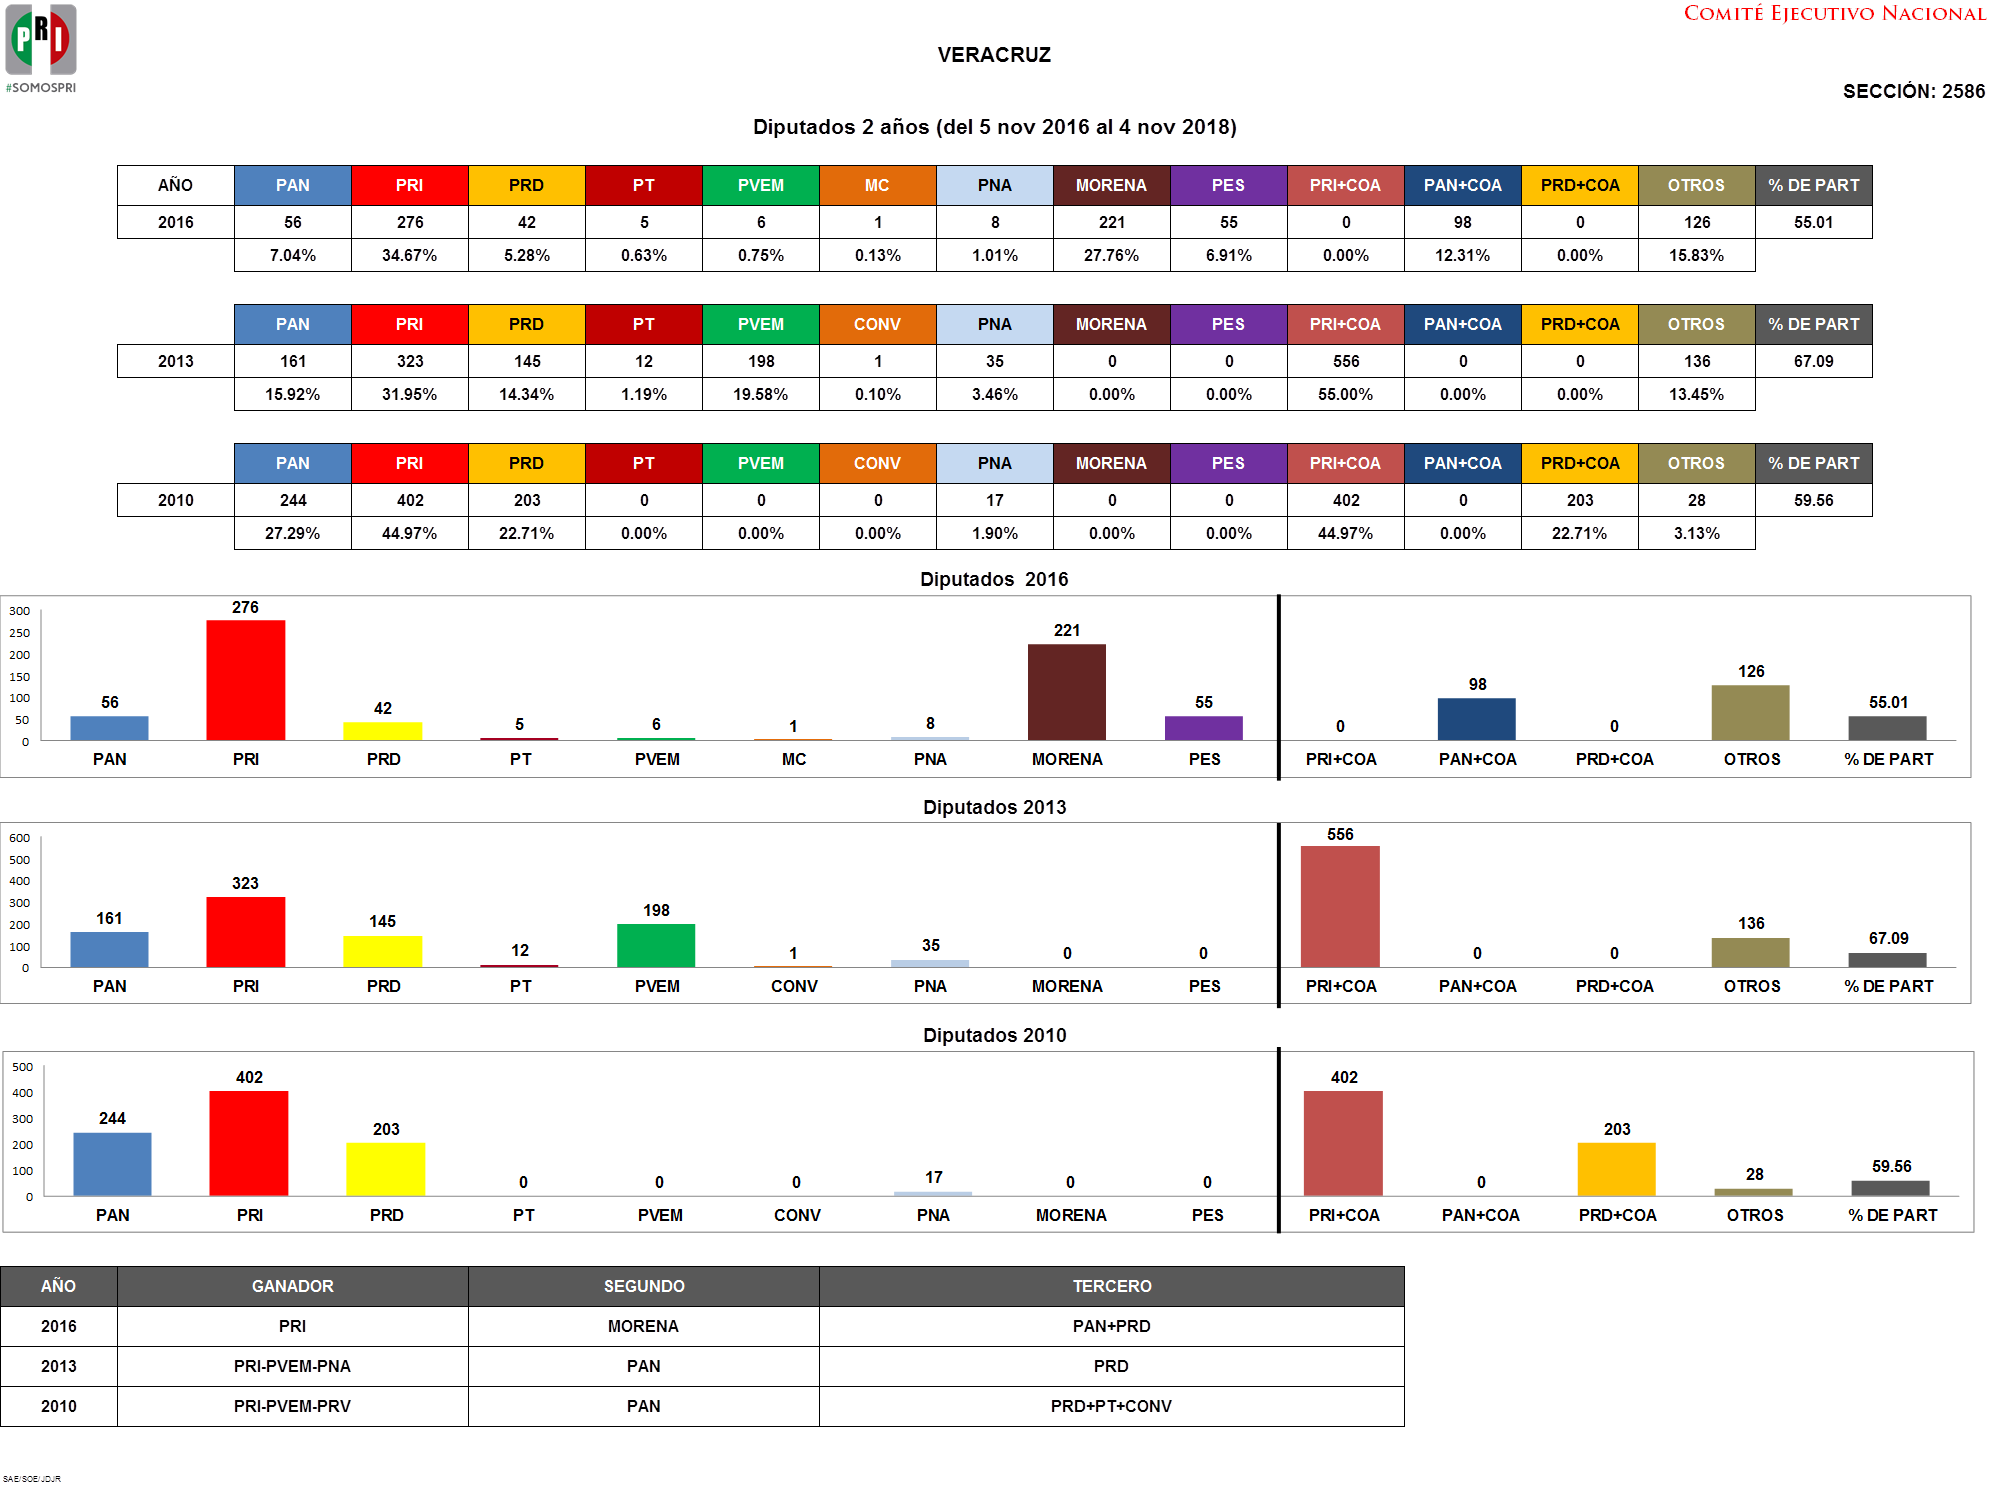 COMITÉ EJECUTIVO NACIONAL
PRI
#SOMOSPRI
VERACRUZ
SECCIÓN: 2586
Diputados 2 años (del 5 nov 2016 al 4 nov 2018)
AÑO PAN PRI PRD PT PVEM MC PNA MORENA PES PRI+COA PAN+COA PRD+COA OTROS % DE PART
2016 56 276 42 5 6 1 8 221 55 0 98 0 126 55.01
7.04% 34.67% 5.28% 0.63% 0.75% 0.13% 1.01% 27.76% 6.91% 0.00% 12.31% 0.00% 15.83%
PAN PRI PRD PT PVEM CONV PNA MORENA PES PRI+COA PAN+COA PRD+COA OTROS % DE PART
2013 161 323 145 12 198 1 35 0 0 556 0 0 136 67.09
15.92% 31.95% 14.34% 1.19% 19.58% 0.10% 3.46% 0.00% 0.00% 55.00% 0.00% 0.00% 13.45%
PAN PRI PRD PT PVEM CONV PNA MORENA PES PRI+COA PAN+COA PRD+COA OTROS % DE PART
2010 244 402 203 0 0 0 17 0 0 402 0 203 28 59.56
27.29% 44.97% 22.71% 0.00% 0.00% 0.00% 1.90% 0.00% 0.00% 44.97% 0.00% 22.71% 3.13%
Diputados 2016
300
250
200
150
100
50
0
56 276 42 5 6 1 8 221 55 0 98 0 126 55.01
PAN PRI PRD PT PVEM MC PNA MORENA PES PRI+COA PAN+COA PRD+COA OTROS % DE PART
Diputados 2013
600
500
400
300
200
100
0
161 323 145 12 198 1 35 0 0 556 0 0 136 67.09
PAN PRI PRD PT PVEM CONV PNA MORENA PES PRI+COA PAN+COA PRD+COA OTROS % DE PART
Diputados 2010
500
400
300
200
100
0
244 402 203 0 0 0 17 0 0 402 0 203 28 59.56
PAN PRI PRD PT PVEM CONV PNA MORENA PES PRI+COA PAN+COA PRD+COA OTROS % DE PART
AÑO GANADOR SEGUNDO TERCERO
2016 PRI MORENA PAN+PRD
2013 PRI-PVEM-PNA PAN PRD
2010 PRI-PVEM-PRV PAN PRD+PT+CONV
SAE/SOE/JDJR